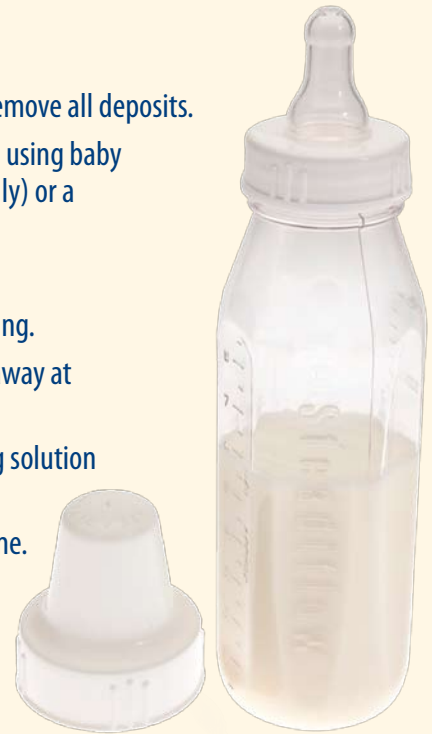 emove all deposits.
using baby
ly) or a
ng.
way at
g solution
ne.